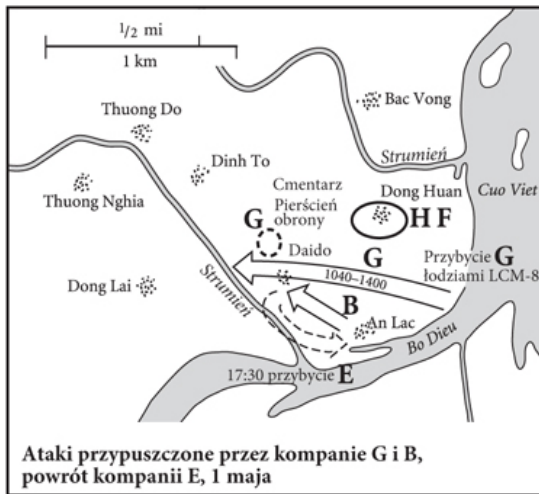 1/2 mi
1 km
Thuong Do
Bac Vong
Dinh To
Strumień
Thuong Nghia
Cmentarz
Pierścień
obrony
Dong Huan
Cuo Viet
G
H F
Daido
G
Przybycie G
łodziami LCM-8
1040–1400
Strumień
Dong Lai
B
An Lac
Bo Dieu
17:30 przybycie E
Ataki przypuszczone przez kompanie G i B,
powrót kompanii E, 1 maja